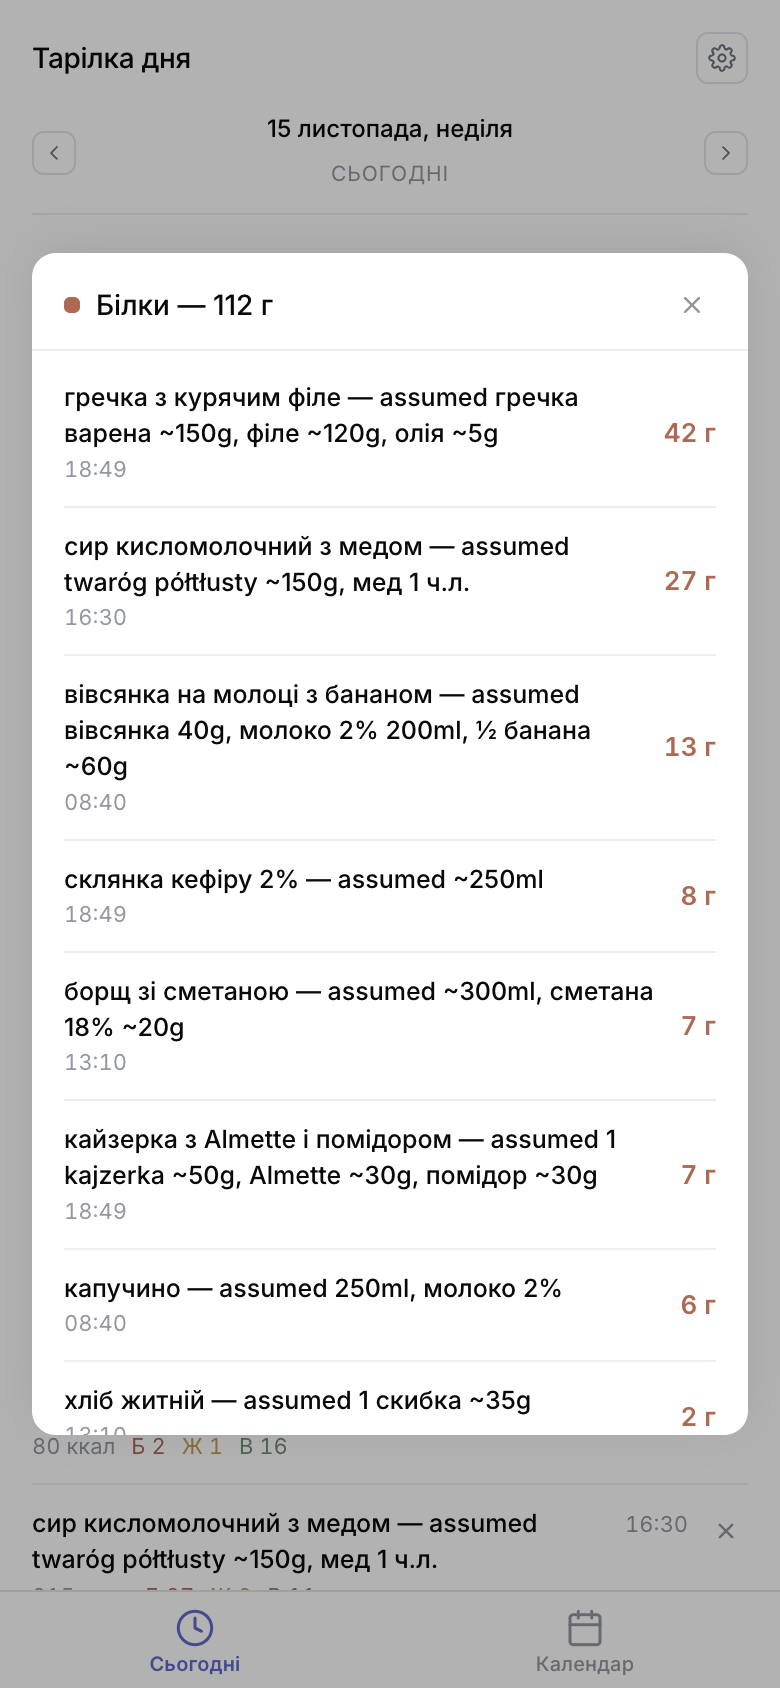 Тарілка дня
15 листопада, неділя
СЬОГОДНІ
Білки — 112 г
гречка з курячим філе — assumed гречка
варена ~150g, філе ~120g, олія ~5g
42 г
18:49
сир кисломолочний з медом — assumed
twaróg półtłusty ~150g, мед 1 ч.л.
27 г
16:30
вівсянка на молоці з бананом — assumed
вівсянка 40g, молоко 2% 200ml, ½ банана
~60g
13 г
08:40
склянка кефіру 2% — assumed ~250ml
8 г
18:49
борщ зі сметаною — assumed ~300ml, сметана
18% ~20g
7 г
13:10
кайзерка з Almette і помідором — assumed 1
kajzerka ~50g, Almette ~30g, помідор ~30g
7 г
18:49
капучино — assumed 250ml, молоко 2%
6 г
08:40
хліб житній — assumed 1 скибка ~35g
2 г
13:10
80 ккал Б 2 Ж 1 В 16
сир кисломолочний з медом — assumed
16:30
twaróg półtłusty ~150g, мед 1 ч.л.
Сьогодні
Календар